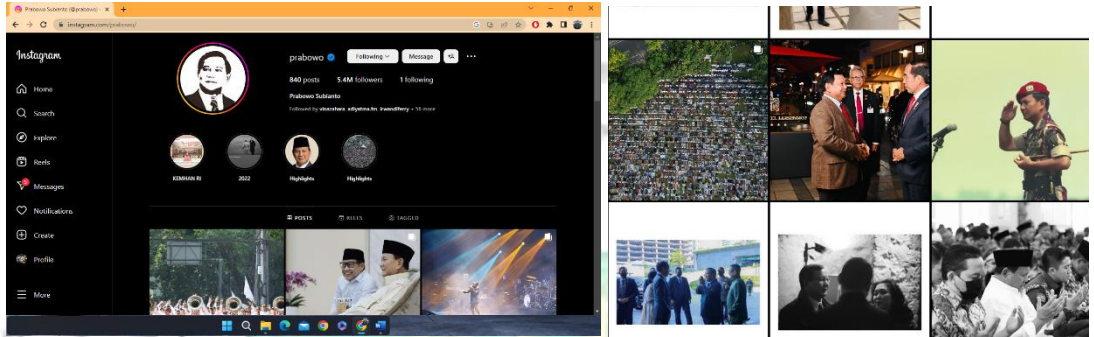 Prabowo Subianto (@prabowo)
instagram.com/prabowo/
Instagram
prabowo
Following
Message
840 posts 5.4M followers 1 following
Prabowo Subianto
Home
Search
Explore
Reels
Messages
Notifications
Create
Profile
More
KEMHAN RI
2022
Highlights
Highlights
POSTS
REELS
TAGGED